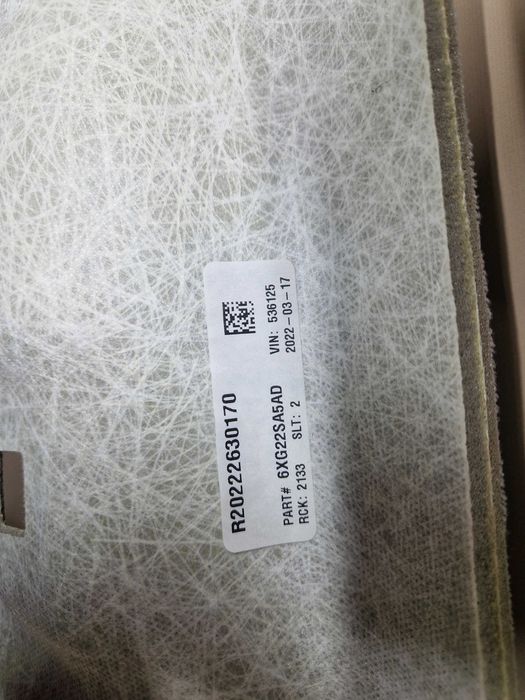 R20222630170
PART# 6XG22SA5AD VIN: 536125
RCK: 2133 SLT: 2 2022-03-17